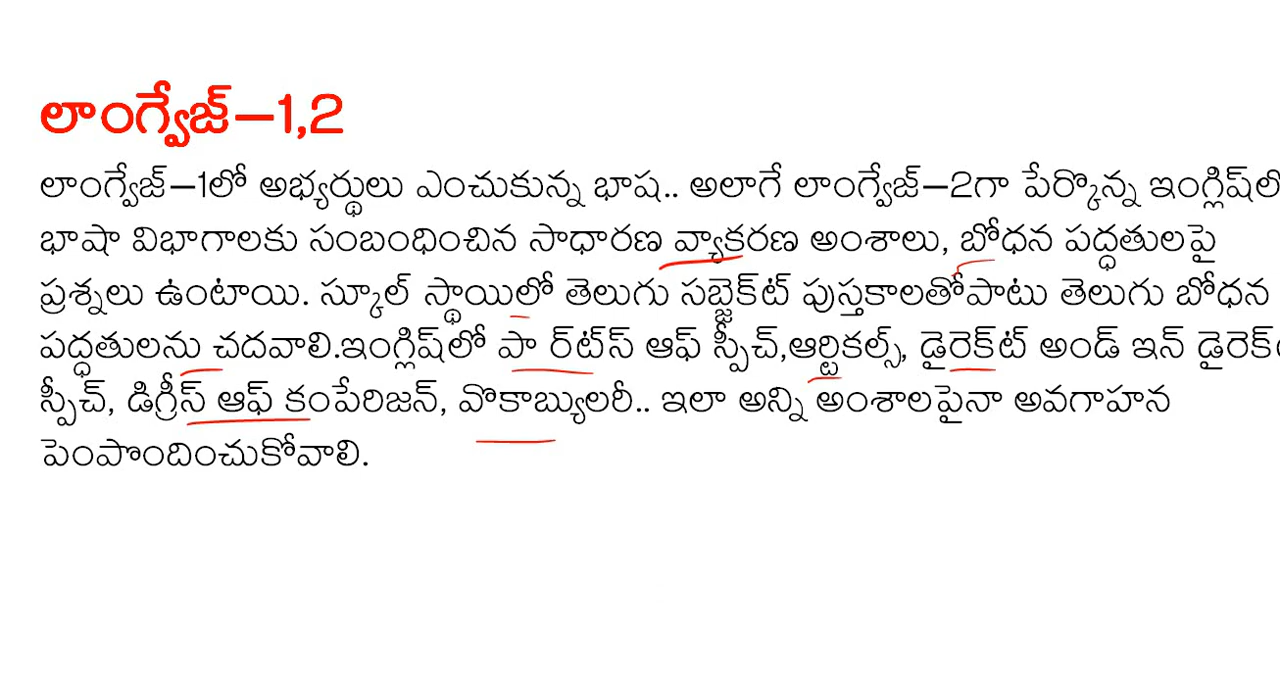 లాంగ్వేజ్–1,2
లాంగ్వేజ్–1లో అభ్యర్థులు ఎంచుకున్న భాష.. అలాగే లాంగ్వేజ్–2గా పేర్కొన్న ఇంగ్లిష్‌లో
భాషా విభాగాలకు సంబంధించిన సాధారణ వ్యాకరణ అంశాలు, బోధన పద్ధతులపై
ప్రశ్నలు ఉంటాయి. స్కూల్ స్థాయిలో తెలుగు సబ్జెక్ట్ పుస్తకాలతోపాటు తెలుగు బోధన
పద్ధతులను చదవాలి.ఇంగ్లిష్‌లో పా ర్ట్స్ ఆఫ్ స్పీచ్,ఆర్టికల్స్, డైరెక్ట్ అండ్ ఇన్ డైరెక్ట్
స్పీచ్, డిగ్రీస్ ఆఫ్ కంపేరిజన్, వొకాబ్యులరీ.. ఇలా అన్ని అంశాలపైనా అవగాహన
పెంపొందించుకోవాలి.